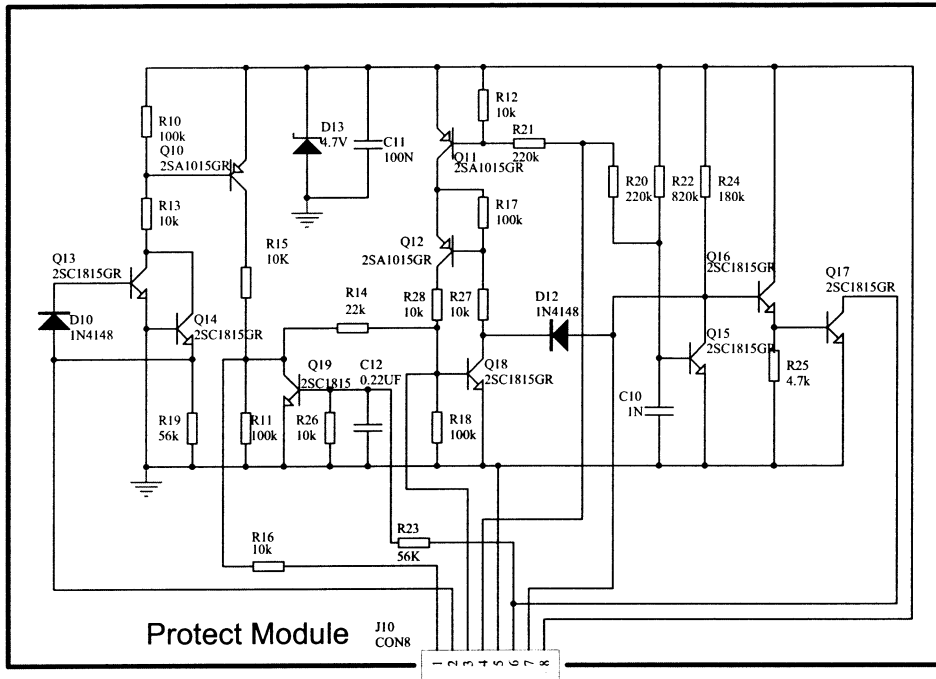 R10
100k
Q10
2SA1015GR
R13
10k
Q13
2SC1815GR
D10
1N4148
Q14
2SC1815GR
R19
56k
R15
10K
R11
100k
D13
4.7V
C11
100N
R14
22k
Q19
2SC1815
C12
0.22UF
R26
10k
R12
10k
R21
220k
Q11
2SA1015GR
R17
100k
Q12
2SA1015GR
R28
10k
R27
10k
D12
1N4148
Q18
2SC1815GR
R18
100k
R20
220k
R22
820k
R24
180k
Q16
2SC1815GR
Q17
2SC1815GR
Q15
2SC1815GR
R25
4.7k
C10
1N
R16
10k
R23
56K
Protect Module
J10
CON8
1 2 3 4 5 6 7 8